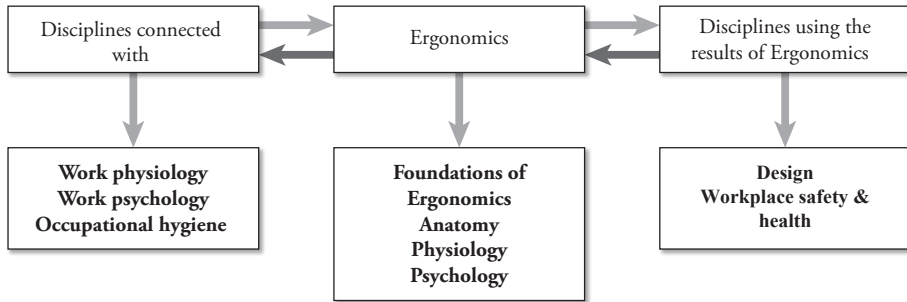 Disciplines connected
with
Ergonomics
Disciplines using the
results of Ergonomics
Work physiology
Work psychology
Occupational hygiene
Foundations of
Ergonomics
Anatomy
Physiology
Psychology
Design
Workplace safety &
health